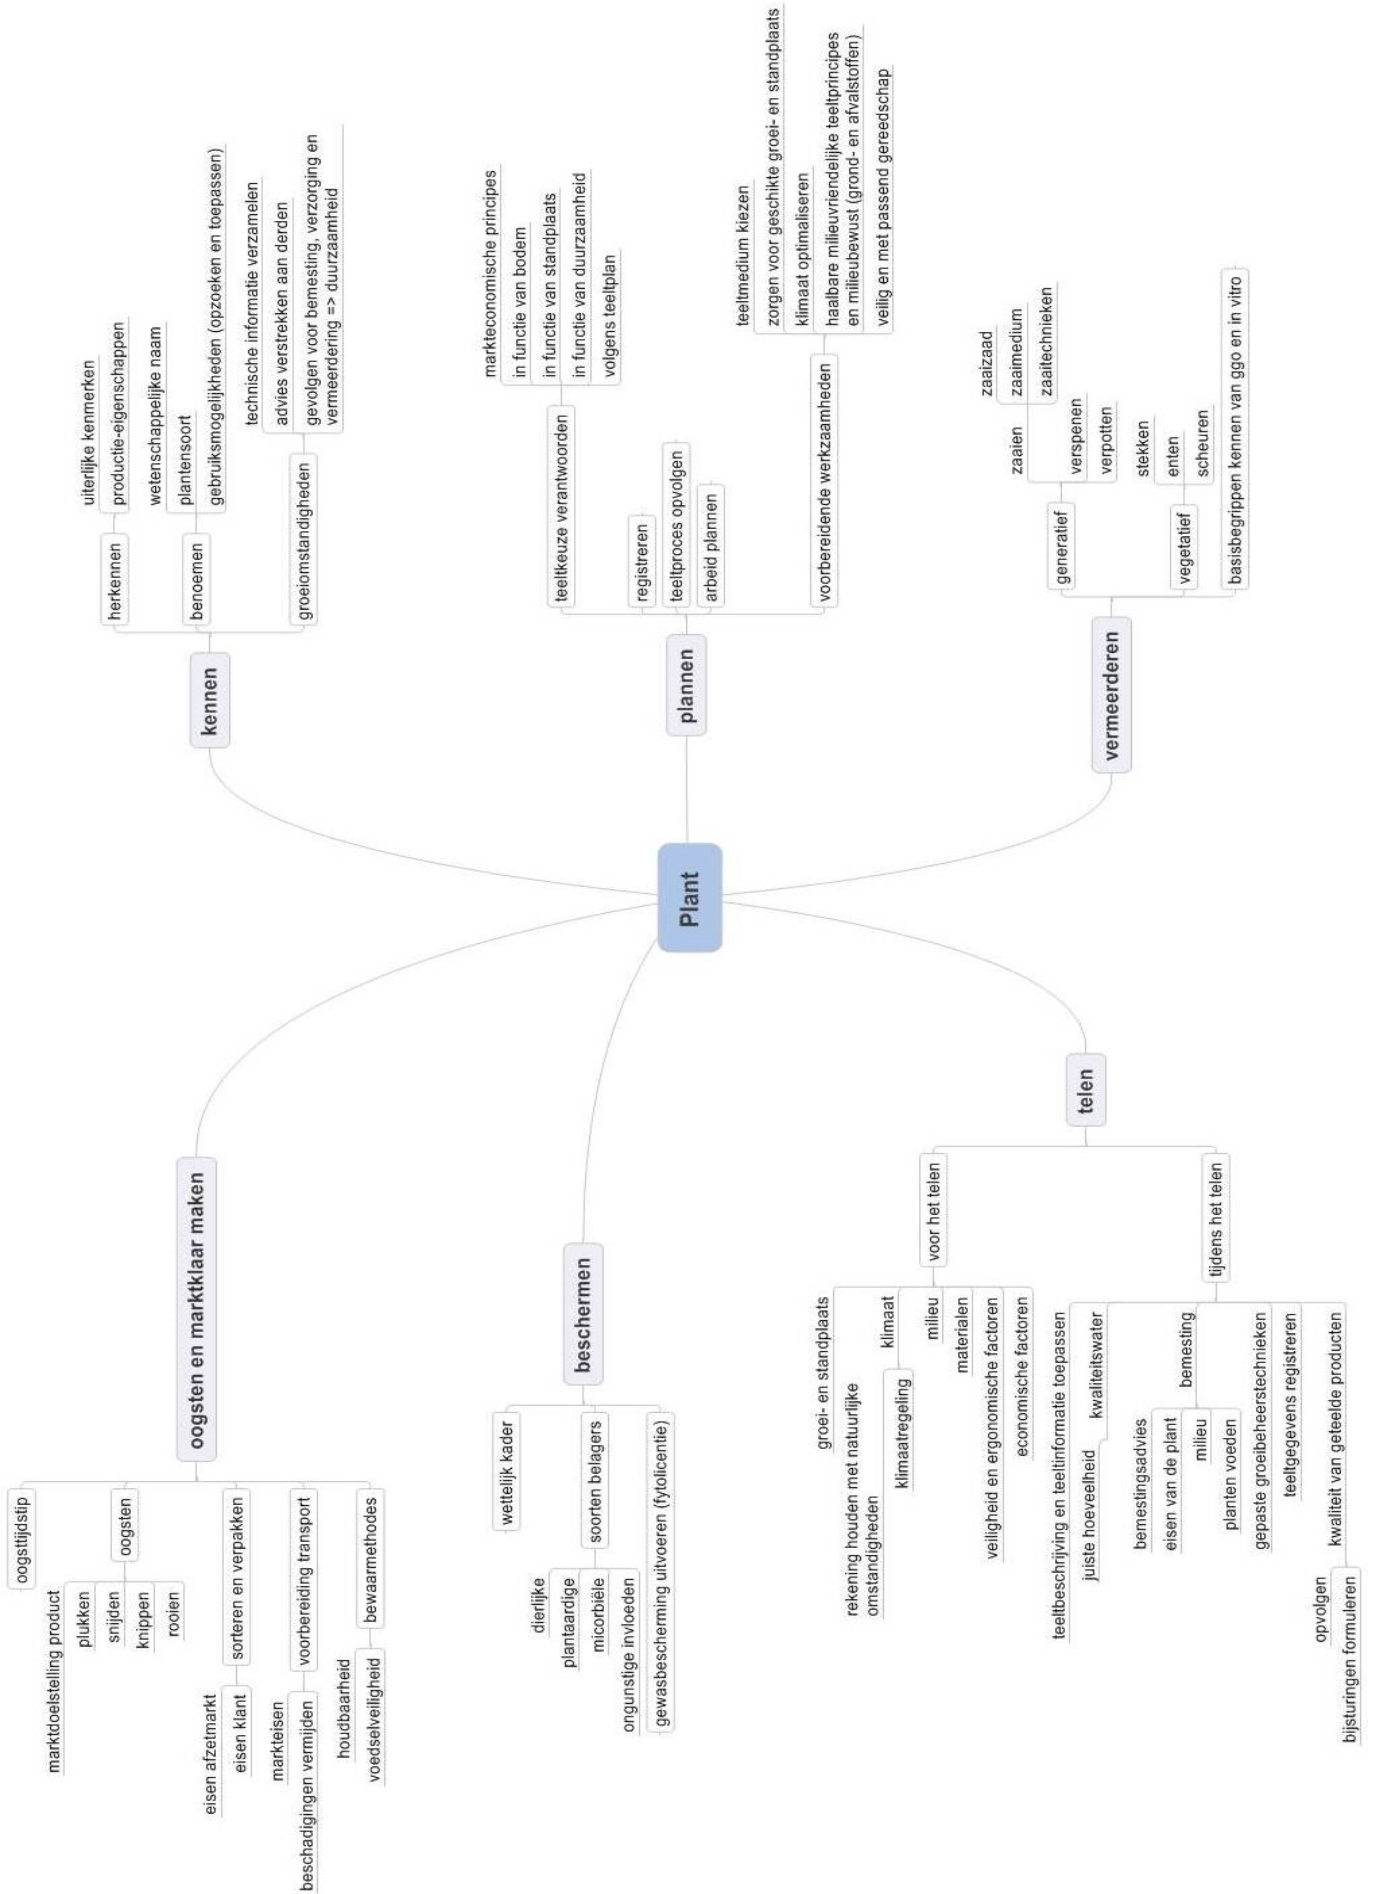 Plant
kennen
herkennen
uiterlijke kenmerken
productie-eigenschappen
benoemen
wetenschappelijke naam
plantensoort
gebruiksmogelijkheden (opzoeken en toepassen)
groeiomstandigheden
technische informatie verzamelen
advies verstrekken aan derden
gevolgen voor bemesting, verzorging en
vermeerdering => duurzaamheid
plannen
teeltkeuze verantwoorden
markteconomische principes
in functie van bodem
in functie van standplaats
in functie van duurzaamheid
volgens teeltplan
registreren
teeltproces opvolgen
arbeid plannen
voorbereidende werkzaamheden
teeltmedium kiezen
zorgen voor geschikte groei- en standplaats
klimaat optimaliseren
haalbare milieuvriendelijke teeltprincipes
en milieubewust (grond- en afvalstoffen)
veilig en met passend gereedschap
vermeerderen
generatief
zaaien
zaaizaad
zaaimedium
zaaitechnieken
verspenen
verpotten
vegetatief
stekken
enten
scheuren
basisbegrippen kennen van ggo en in vitro
oogsten en marktklaar maken
oogsttijdstip
oogsten
marktdoelstelling product
plukken
snijden
knippen
rooien
sorteren en verpakken
eisen afzetmarkt
eisen klant
voorbereiding transport
markteisen
beschadigingen vermijden
bewaarmethodes
houdbaarheid
voedselveiligheid
beschermen
wettelijk kader
soorten belagers
dierlijke
plantaardige
micorbiële
ongunstige invloeden
gewasbescherming uitvoeren (fytolicentie)
telen
voor het telen
groei- en standplaats
klimaat
rekening houden met natuurlijke
omstandigheden
klimaatregeling
milieu
materialen
veiligheid en ergonomische factoren
economische factoren
tijdens het telen
teeltbeschrijving en teeltinformatie toepassen
kwaliteitswater
juiste hoeveelheid
bemesting
bemestingsadvies
eisen van de plant
milieu
planten voeden
gepaste groeibeheerstechnieken
teeltgegevens registreren
kwaliteit van geteelde producten
opvolgen
bijsturingen formuleren